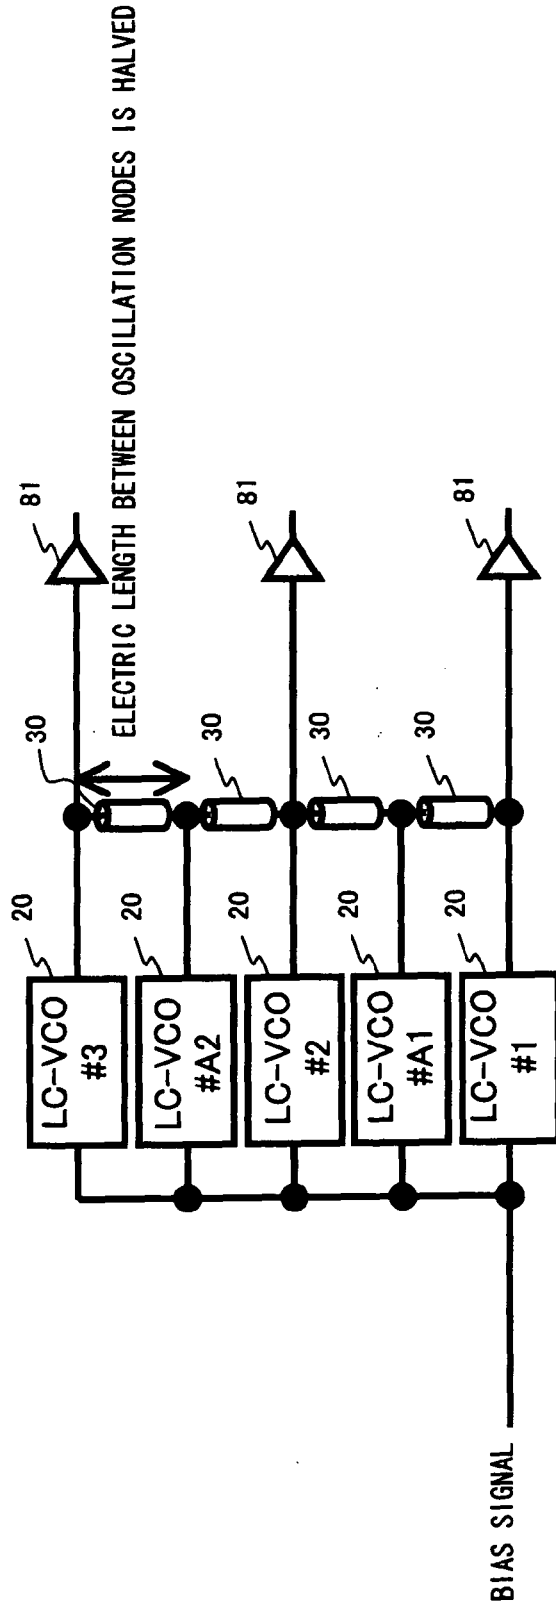 ELECTRIC LENGTH BETWEEN OSCILLATION NODES IS HALVED
81
81
81
30
30
30
30
20
20
20
20
20
LC-VCO
#3
LC-VCO
#A2
LC-VCO
#2
LC-VCO
#A1
LC-VCO
#1
BIAS SIGNAL